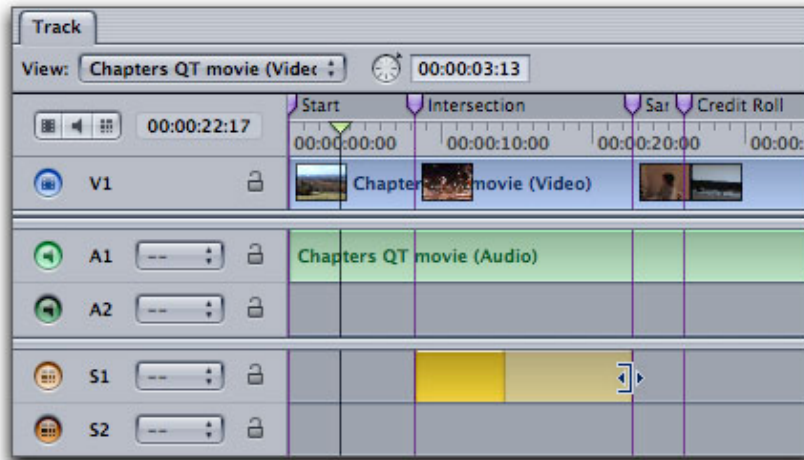 Track
View: Chapters QT movie (Videc 00:00:03:13
Start Intersection Sar Credit Roll
00:00:22:17
00:00:00:00 00:00:10:00 00:00:20:00 00:00:
V1 Chapter movie (Video)
A1 -- Chapters QT movie (Audio)
A2 --
S1 --
S2 --